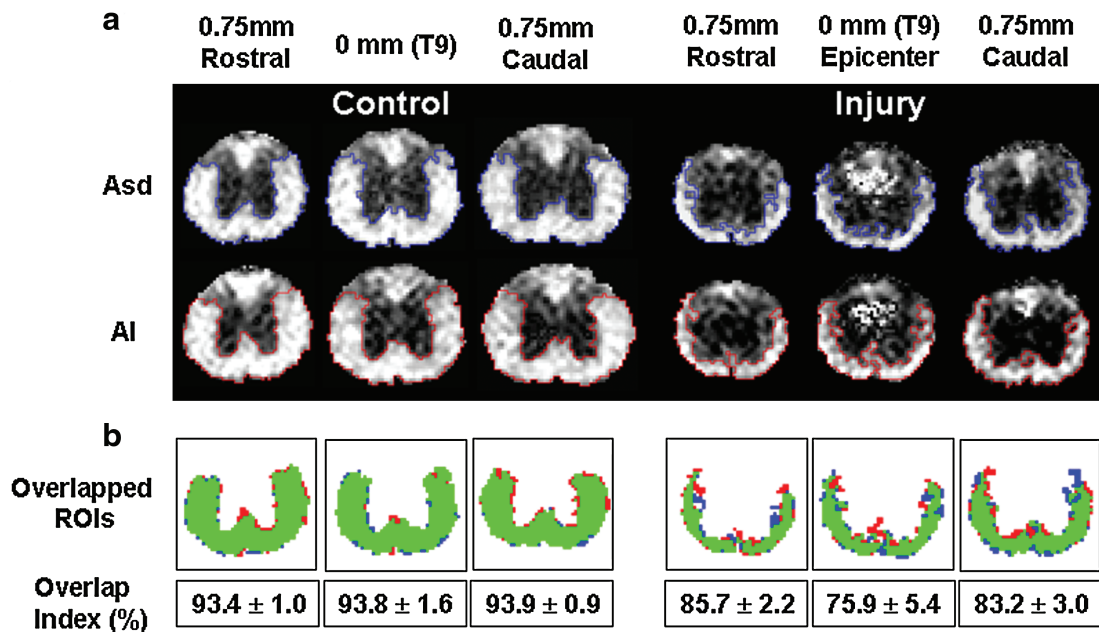 a
0.75mm Rostral
0 mm (T9)
0.75mm Caudal
0.75mm Rostral
0 mm (T9) Epicenter
0.75mm Caudal
Control
Injury
Asd
AI
b
Overlapped ROIs
Overlap Index (%)
93.4 ± 1.0
93.8 ± 1.6
93.9 ± 0.9
85.7 ± 2.2
75.9 ± 5.4
83.2 ± 3.0